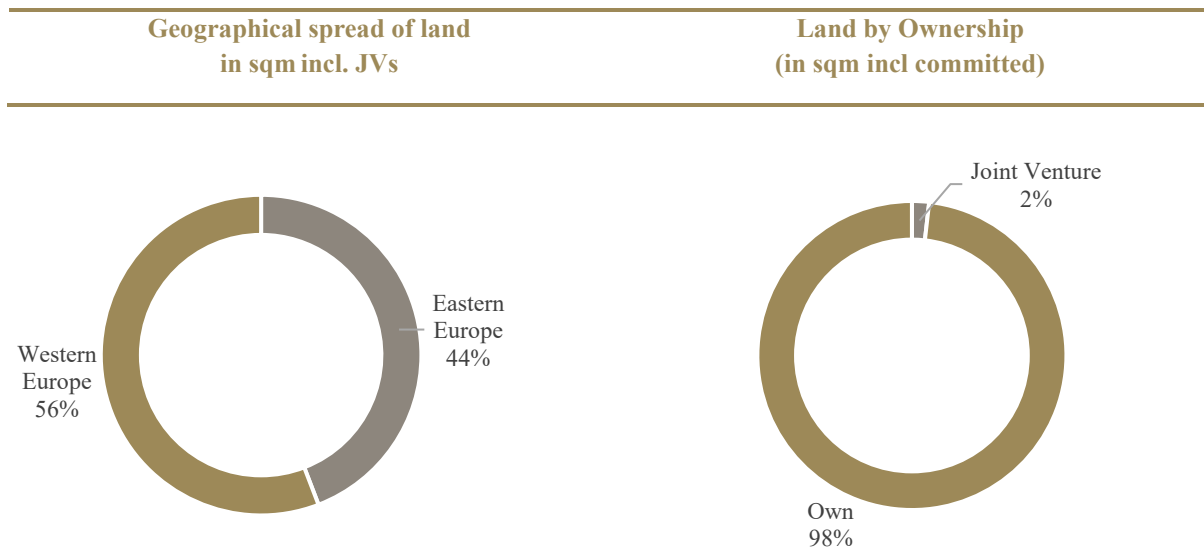 Geographical spread of land
in sqm incl. JVs
Land by Ownership
(in sqm incl committed)
Eastern
Europe
44%
Western
Europe
56%
Joint Venture
2%
Own
98%